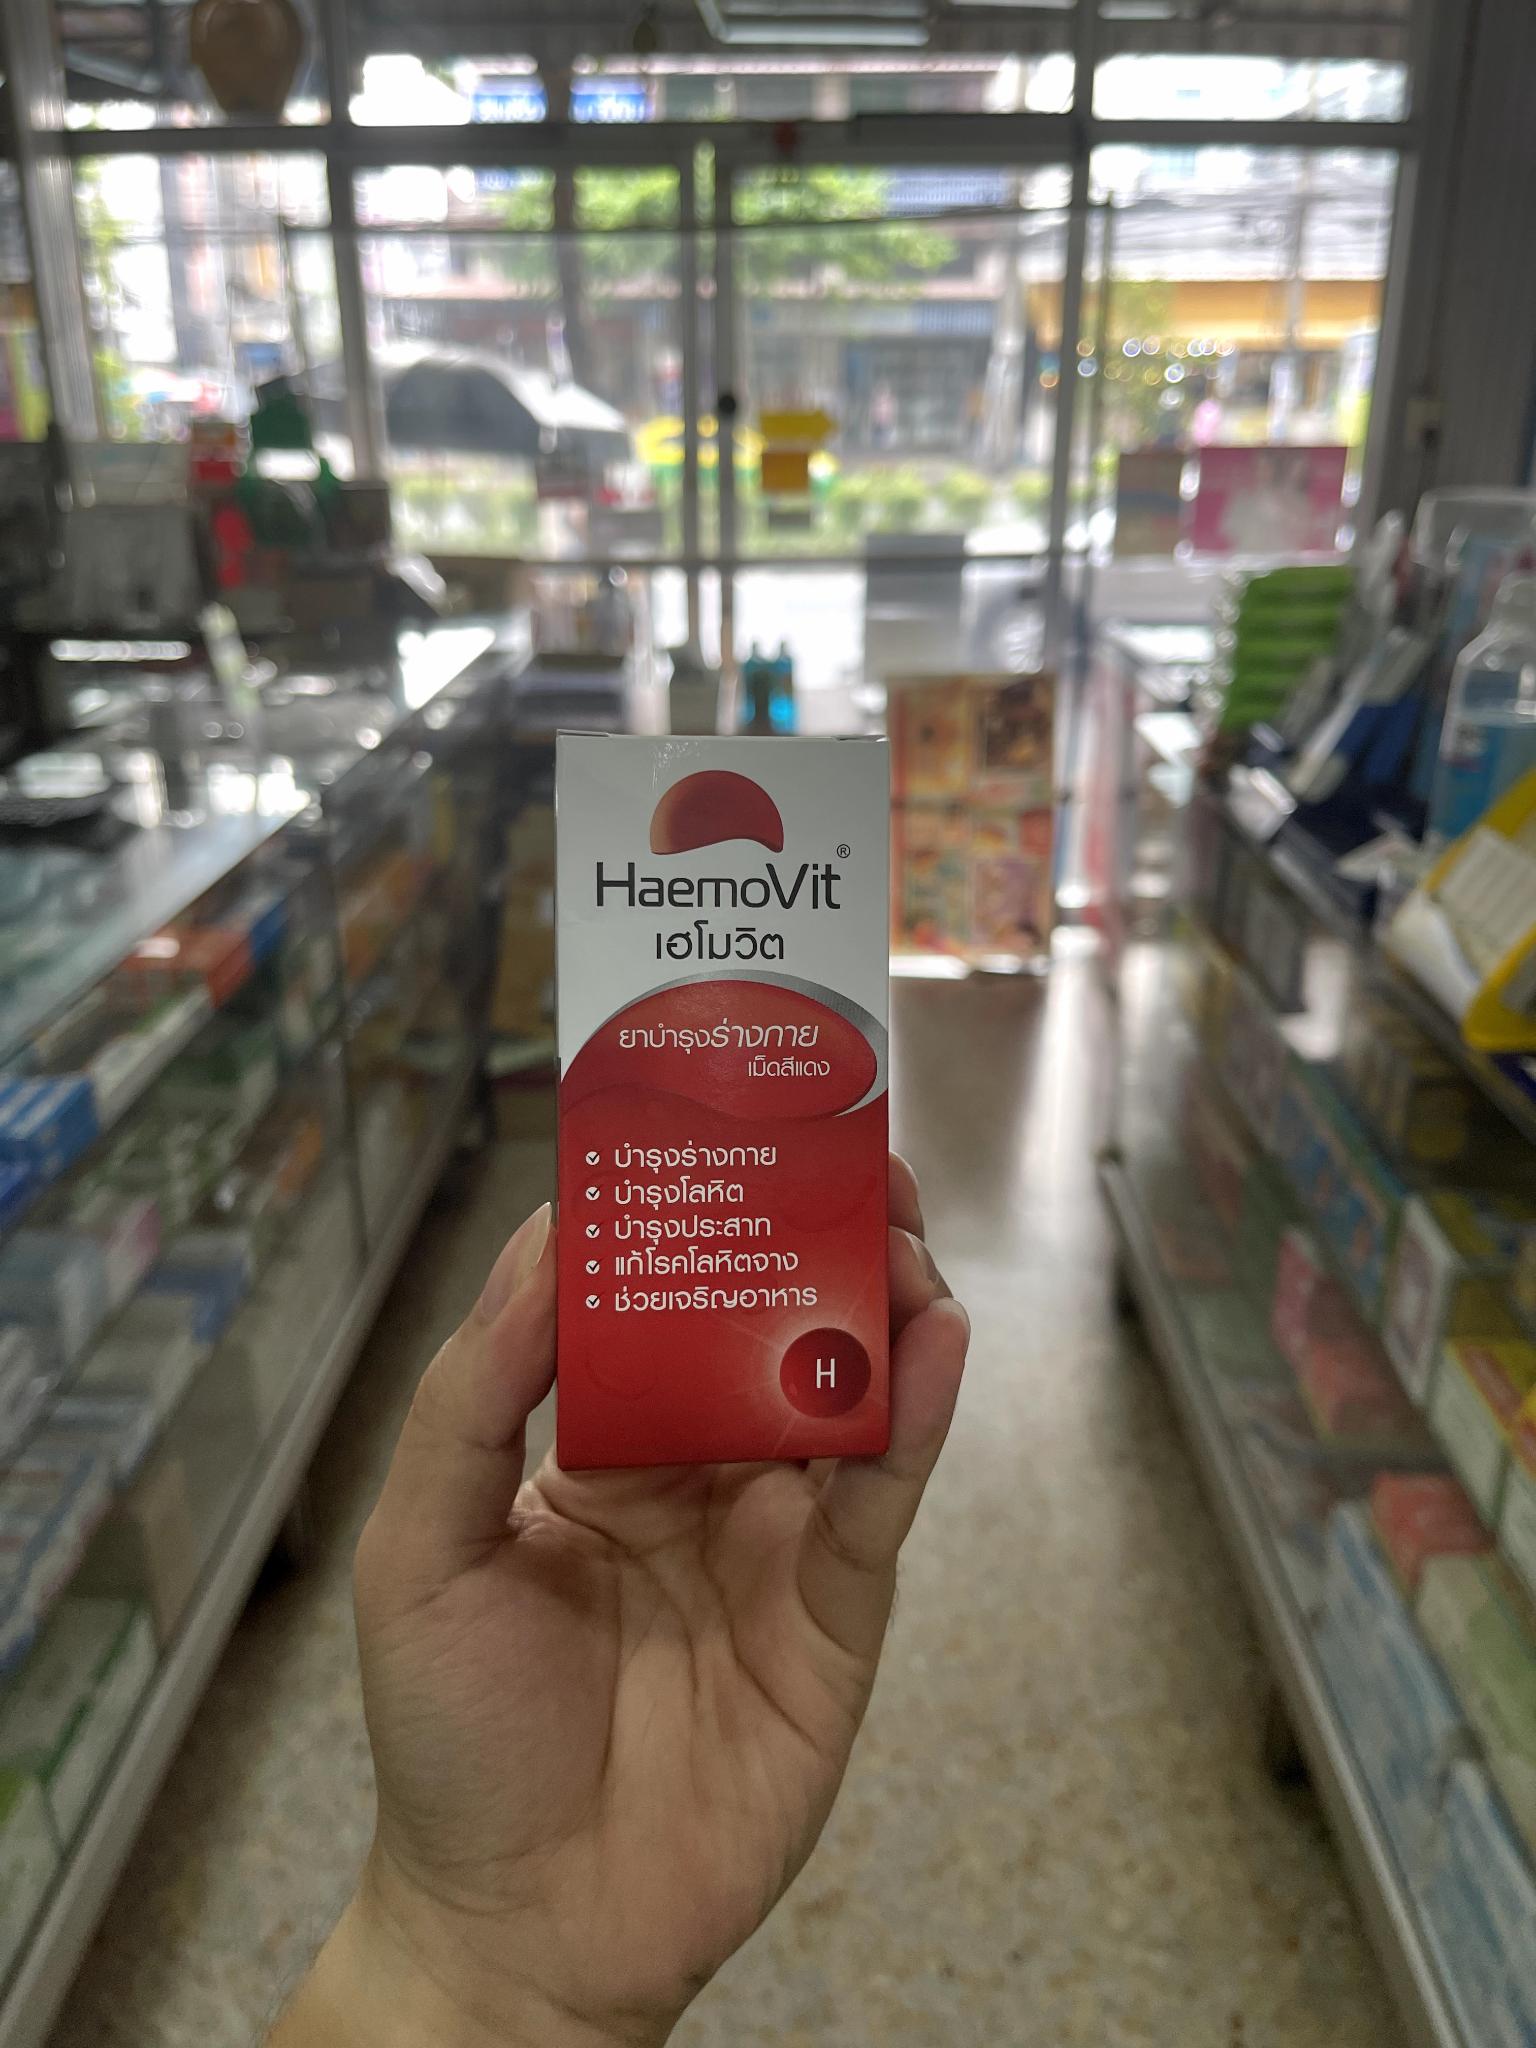 HaemoVit®
เฮโมวิต
ยาบำรุงร่างกาย
เม็ดสีแดง
บำรุงร่างกาย
บำรุงโลหิต
บำรุงประสาท
แก้โรคโลหิตจาง
ช่วยเจริญอาหาร
H